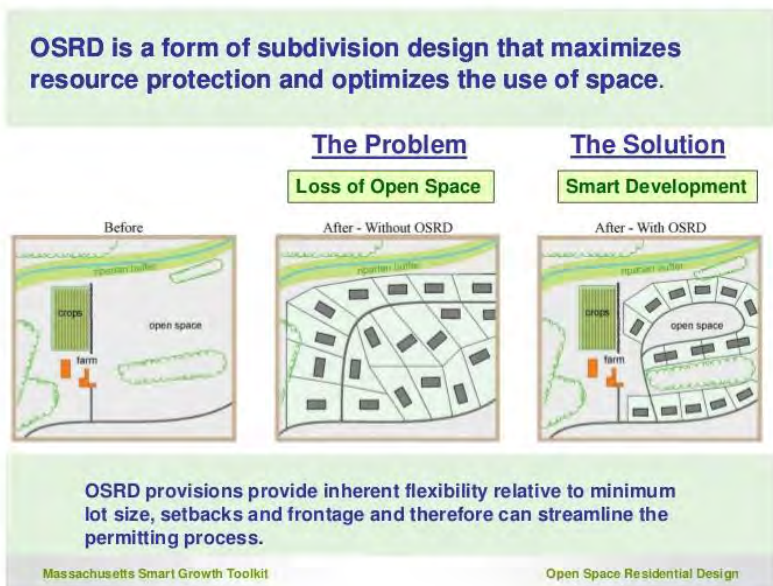 OSRD is a form of subdivision design that maximizes
resource protection and optimizes the use of space.
The Problem
The Solution
Loss of Open Space
Smart Development
Before
After - Without OSRD
After - With OSRD
riparian buffer
crops
open space
farm
riparian buffer
riparian buffer
crops
open space
farm
OSRD provisions provide inherent flexibility relative to minimum
lot size, setbacks and frontage and therefore can streamline the
permitting process.
Massachusetts Smart Growth Toolkit
Open Space Residential Design